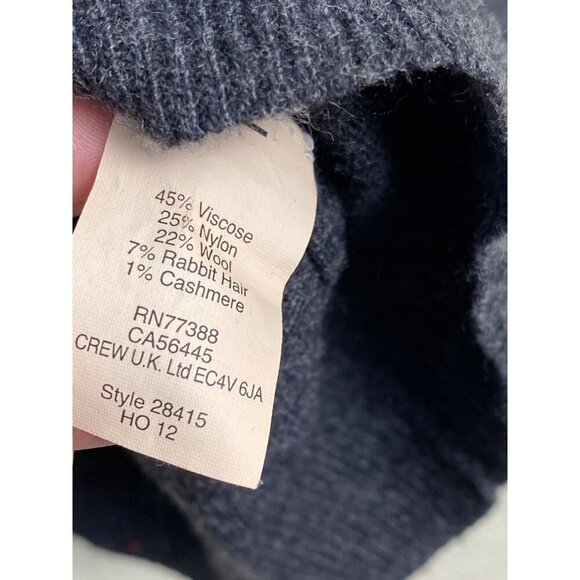 45% Viscose
25% Nylon
22% Wool
7% Rabbit Hair
1% Cashmere
RN77388
CA56445
CREW U.K. Ltd EC4V 6JA
Style 28415
HO 12